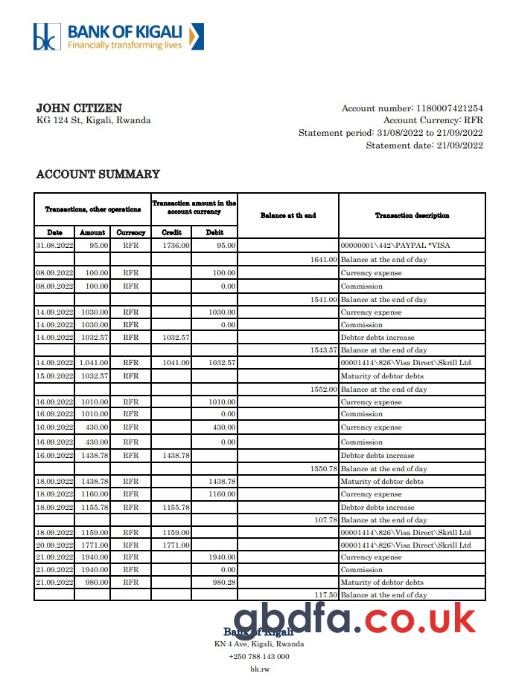 bk BANK OF KIGALI
Financially transforming lives
JOHN CITIZEN
KG 124 St, Kigali, Rwanda
Account number: 1180007421254
Account Currency: RFR
Statement period: 31/08/2022 to 21/09/2022
Statement date: 21/09/2022
ACCOUNT SUMMARY
Transactions, other operations Transaction amount in the account currency Balance at th end Transaction description
Date Amount Currency Credit Debit
31.08.2022 95.00 RFR 1736.00 95.00 00000001\442\PAYPAL *VISA
1641.00 Balance at the end of day
08.09.2022 100.00 RFR 100.00 Currency expense
08.09.2022 100.00 RFR 0.00 Commission
1541.00 Balance at the end of day
14.09.2022 1030.00 RFR 1030.00 Currency expense
14.09.2022 1030.00 RFR 0.00 Commission
14.09.2022 1032.57 RFR 1032.57 Debtor debts increase
1543.57 Balance at the end of day
14.09.2022 1,041.00 RFR 1041.00 1032.57 00001414\826\Visa Direct\Skrill Ltd
15.09.2022 1032.57 RFR Maturity of debtor debts
1552.00 Balance at the end of day
16.09.2022 1010.00 RFR 1010.00 Currency expense
16.09.2022 1010.00 RFR 0.00 Commission
16.09.2022 430.00 RFR 430.00 Currency expense
16.09.2022 430.00 RFR 0.00 Commission
16.09.2022 1438.78 RFR 1438.78 Debtor debts increase
1550.78 Balance at the end of day
18.09.2022 1438.78 RFR 1438.78 Maturity of debtor debts
18.09.2022 1160.00 RFR 1160.00 Currency expense
18.09.2022 1155.78 RFR 1155.78 Debtor debts increase
107.78 Balance at the end of day
18.09.2022 1159.00 RFR 1159.00 00001414\826\Visa Direct\Skrill Ltd
20.09.2022 1771.00 RFR 1771.00 00001414\826\Visa Direct\Skrill Ltd
21.09.2022 1940.00 RFR 1940.00 Currency expense
21.09.2022 1940.00 RFR 0.00 Commission
21.09.2022 980.00 RFR 980.28 Maturity of debtor debts
117.50 Balance at the end of day
gbdfa.co.uk
Bank of Kigali
KN 4 Ave, Kigali, Rwanda
+250 788 143 000
bk.rw